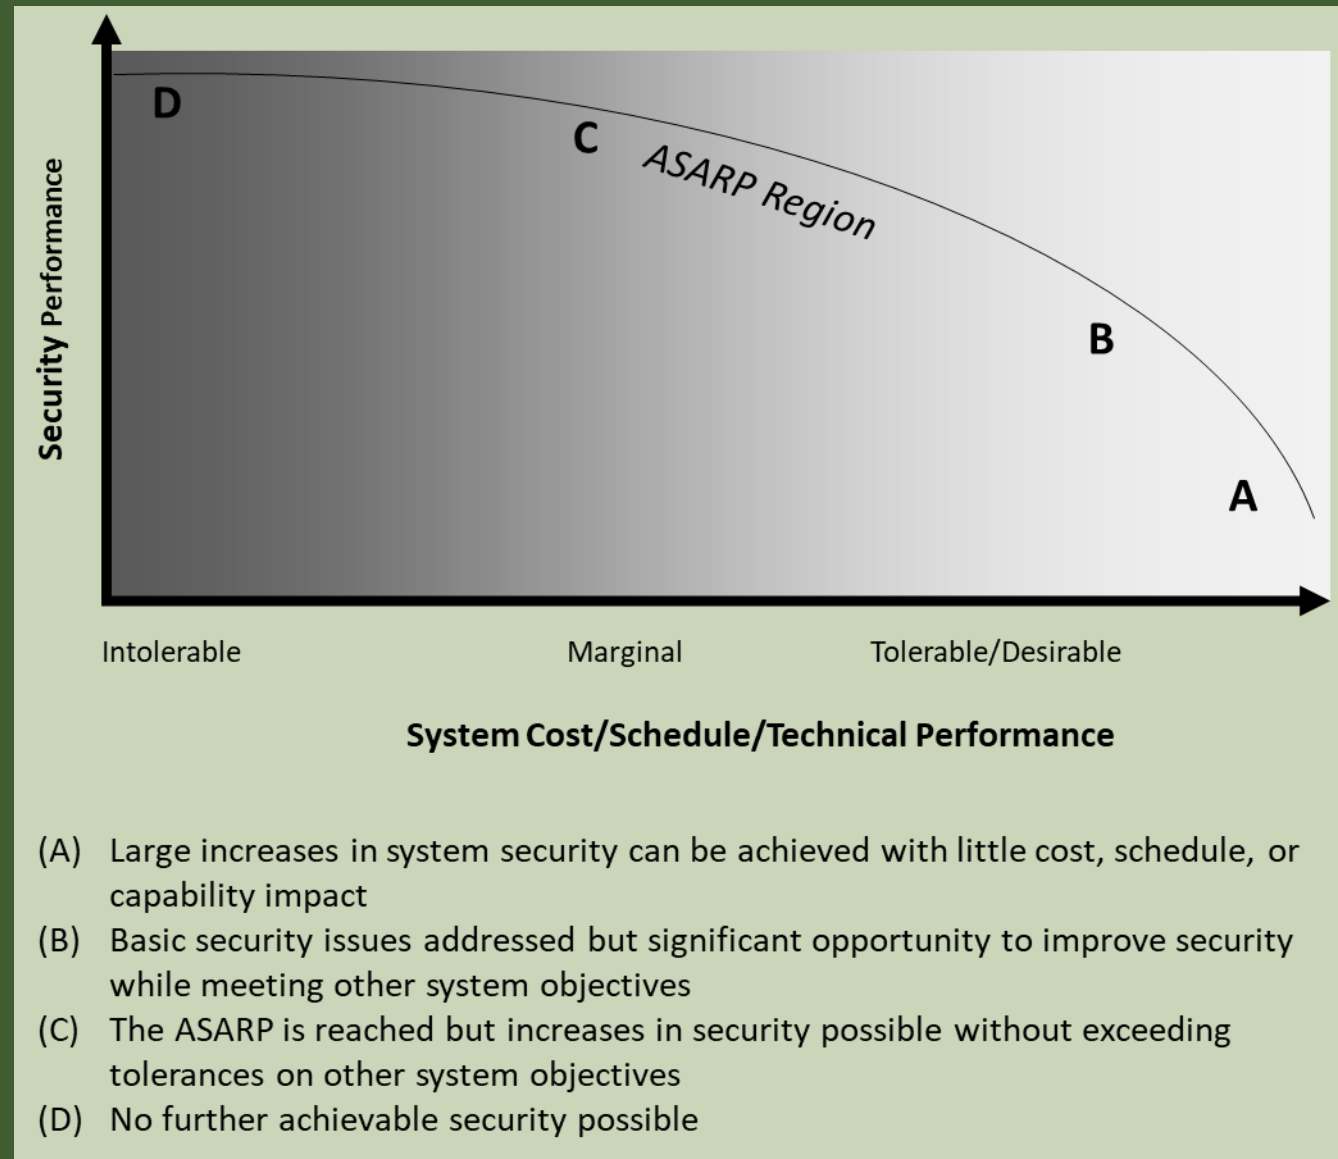 D
C
ASARP Region
B
A
Security Performance
Intolerable Marginal Tolerable/Desirable
System Cost/Schedule/Technical Performance
(A) Large increases in system security can be achieved with little cost, schedule, or
capability impact
(B) Basic security issues addressed but significant opportunity to improve security
while meeting other system objectives
(C) The ASARP is reached but increases in security possible without exceeding
tolerances on other system objectives
(D) No further achievable security possible